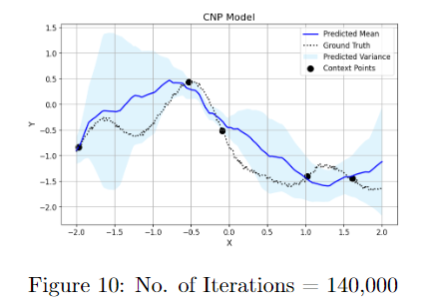 CNP Model
Predicted Mean
Ground Truth
Predicted Variance
Context Points
1.5
1.0
0.5
0.0
−0.5
−1.0
−1.5
−2.0
Y
−2.0 −1.5 −1.0 −0.5 0.0 0.5 1.0 1.5 2.0
X
Figure 10: No. of Iterations = 140,000